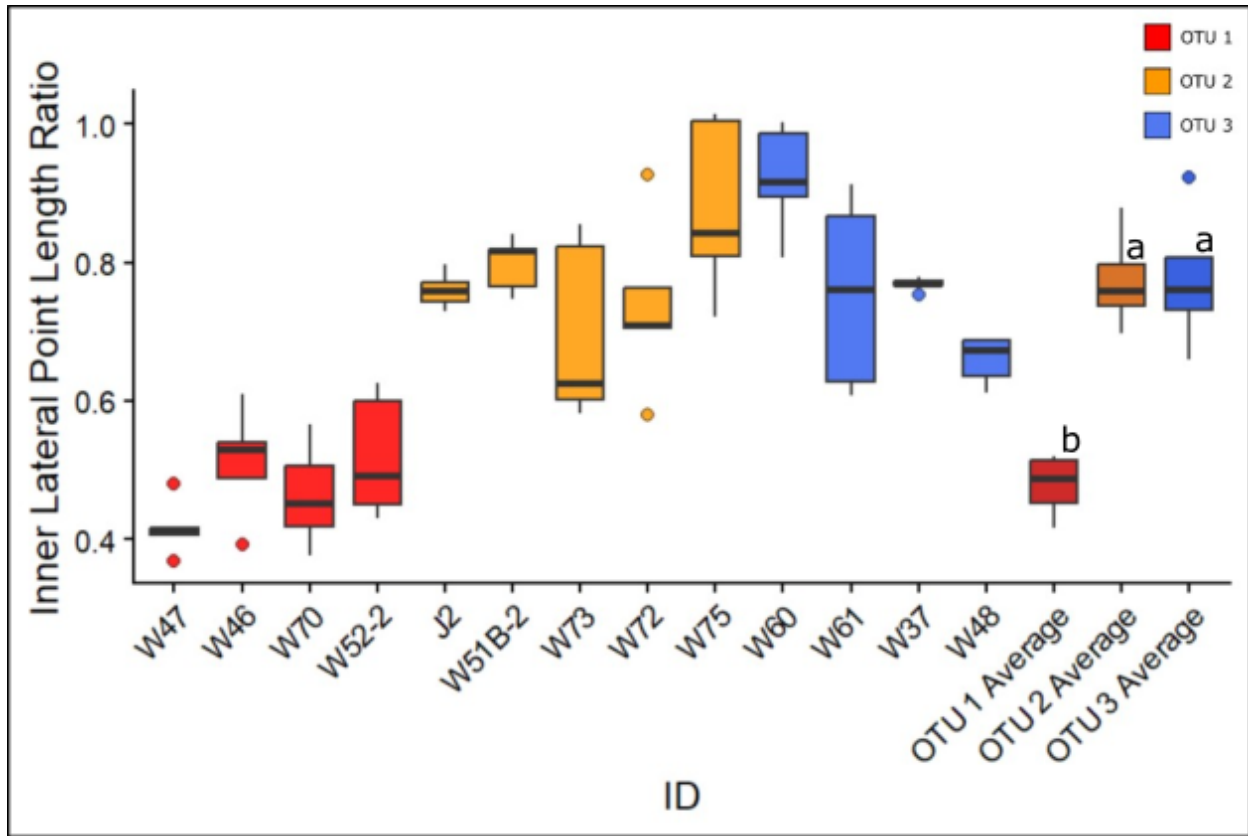 OTU 1
OTU 2
OTU 3
Inner Lateral Point Length Ratio
1.0
0.8
0.6
0.4
a
a
b
W47
W46
W70
W52-2
J2
W51B-2
W73
W72
W75
W60
W61
W37
W48
OTU 1 Average
OTU 2 Average
OTU 3 Average
ID